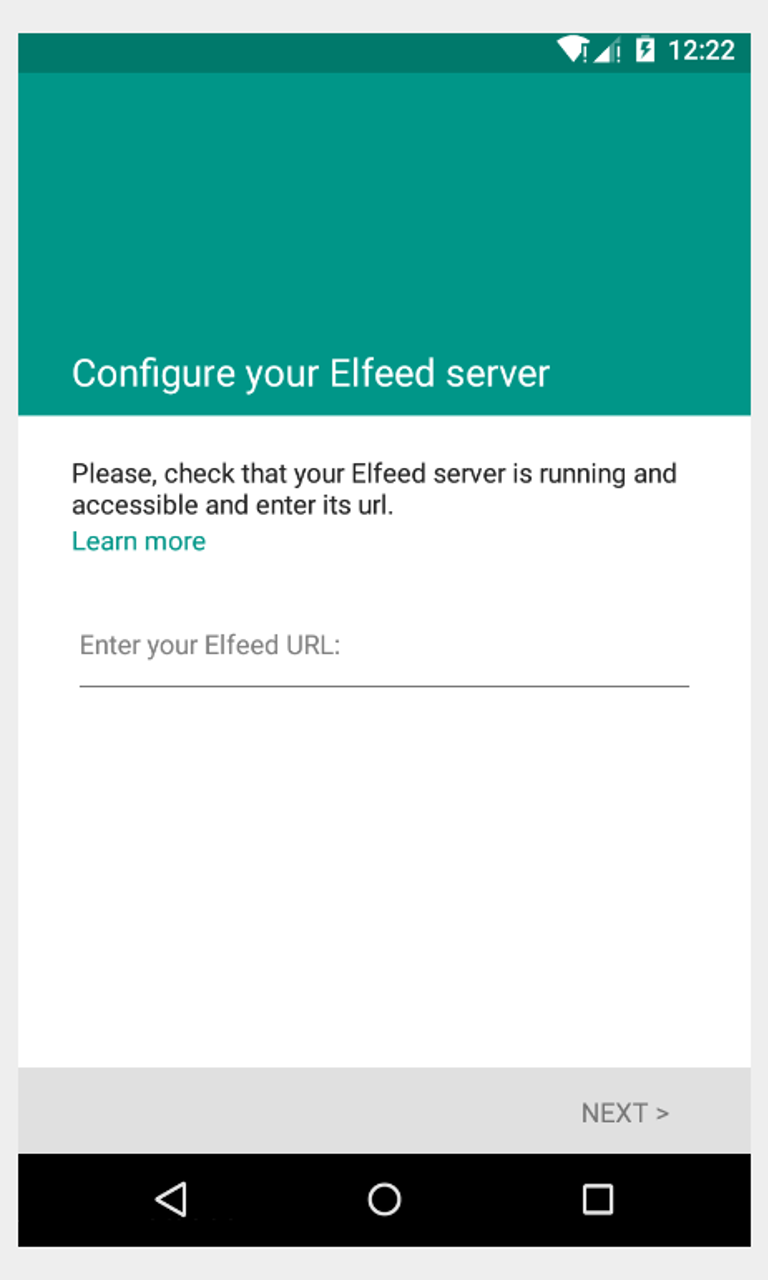 12:22
Configure your Elfeed server
Please, check that your Elfeed server is running and
accessible and enter its url.
Learn more
Enter your Elfeed URL:
NEXT >